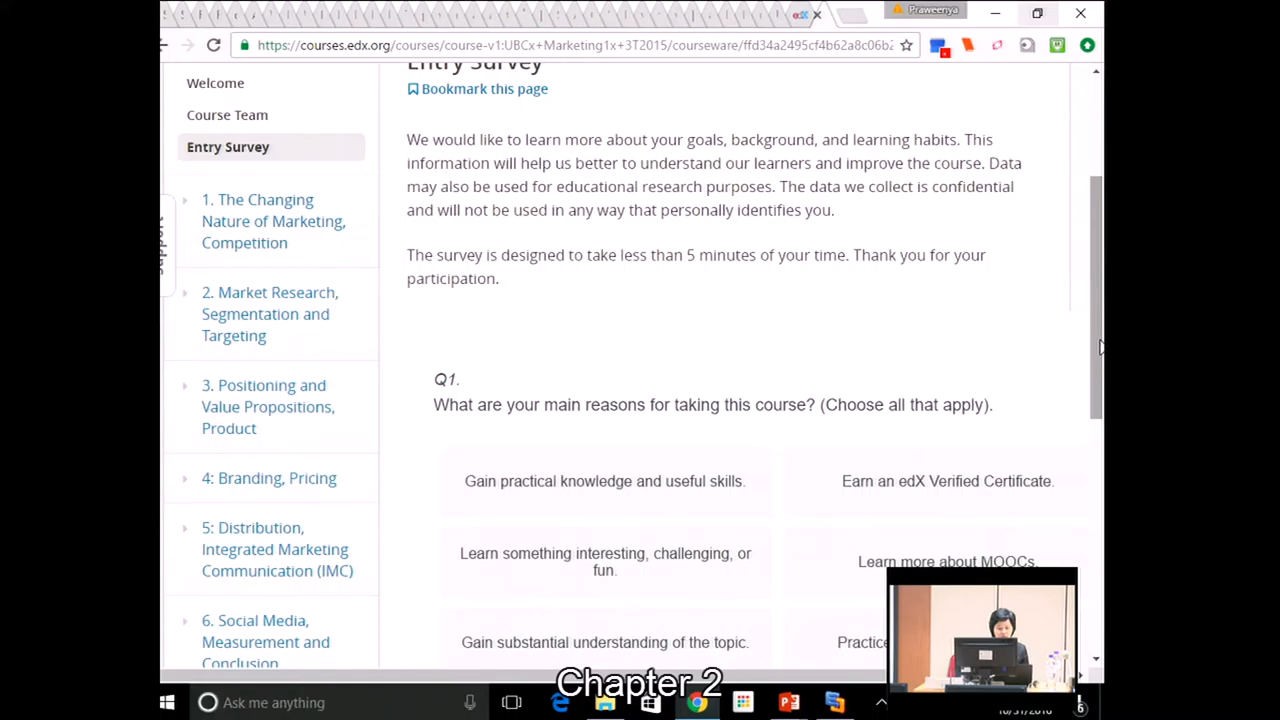 Praweenya
https://courses.edx.org/courses/course-v1:UBCx+Marketing1x+3T2015/courseware/ffd34a2495cf4b62a8c06b2
Welcome
Course Team
Entry Survey
1. The Changing
Nature of Marketing,
Competition
2. Market Research,
Segmentation and
Targeting
3. Positioning and
Value Propositions,
Product
4: Branding, Pricing
5: Distribution,
Integrated Marketing
Communication (IMC)
6. Social Media,
Measurement and
Conclusion
Support
Entry Survey
Bookmark this page
We would like to learn more about your goals, background, and learning habits. This
information will help us better to understand our learners and improve the course. Data
may also be used for educational research purposes. The data we collect is confidential
and will not be used in any way that personally identifies you.
The survey is designed to take less than 5 minutes of your time. Thank you for your
participation.
Q1.
What are your main reasons for taking this course? (Choose all that apply).
Gain practical knowledge and useful skills.
Earn an edX Verified Certificate.
Learn something interesting, challenging, or
fun.
Learn more about MOOCs.
Gain substantial understanding of the topic.
Practice
Chapter 2
Ask me anything